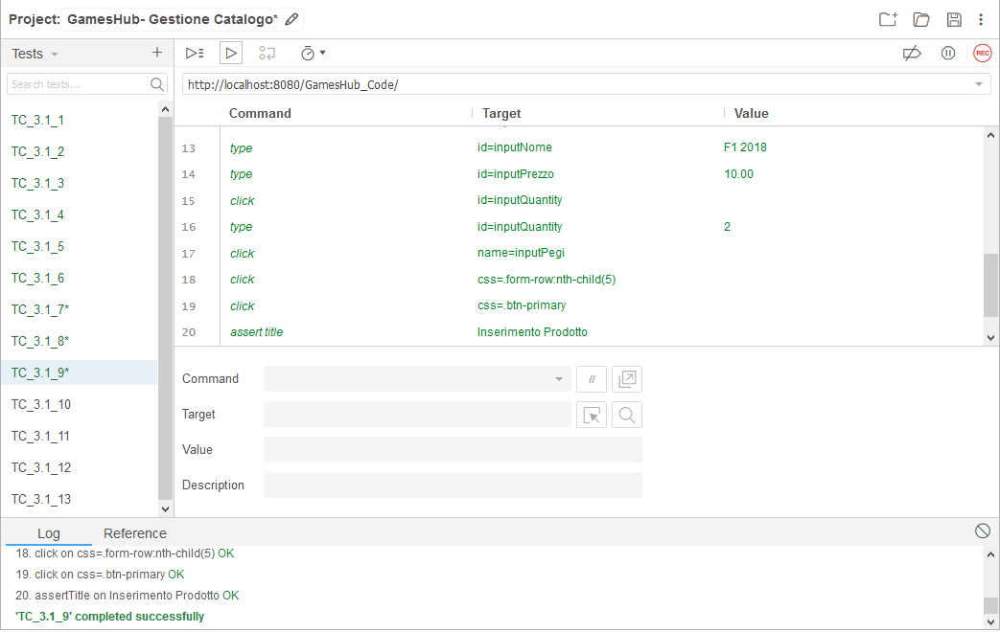 Project: GamesHub- Gestione Catalogo*
Tests
Search tests...
REC
http://localhost:8080/GamesHub_Code/
TC_3.1_1
TC_3.1_2
TC_3.1_3
TC_3.1_4
TC_3.1_5
TC_3.1_6
TC_3.1_7*
TC_3.1_8*
TC_3.1_9*
TC_3.1_10
TC_3.1_11
TC_3.1_12
TC_3.1_13
Command Target Value
13 type id=inputNome F1 2018
14 type id=inputPrezzo 10.00
15 click id=inputQuantity
16 type id=inputQuantity 2
17 click name=inputPegi
18 click css=.form-row:nth-child(5)
19 click css=.btn-primary
20 assert title Inserimento Prodotto
Command //
Target
Value
Description
Log Reference
18. click on css=.form-row:nth-child(5) OK
19. click on css=.btn-primary OK
20. assertTitle on Inserimento Prodotto OK
'TC_3.1_9' completed successfully